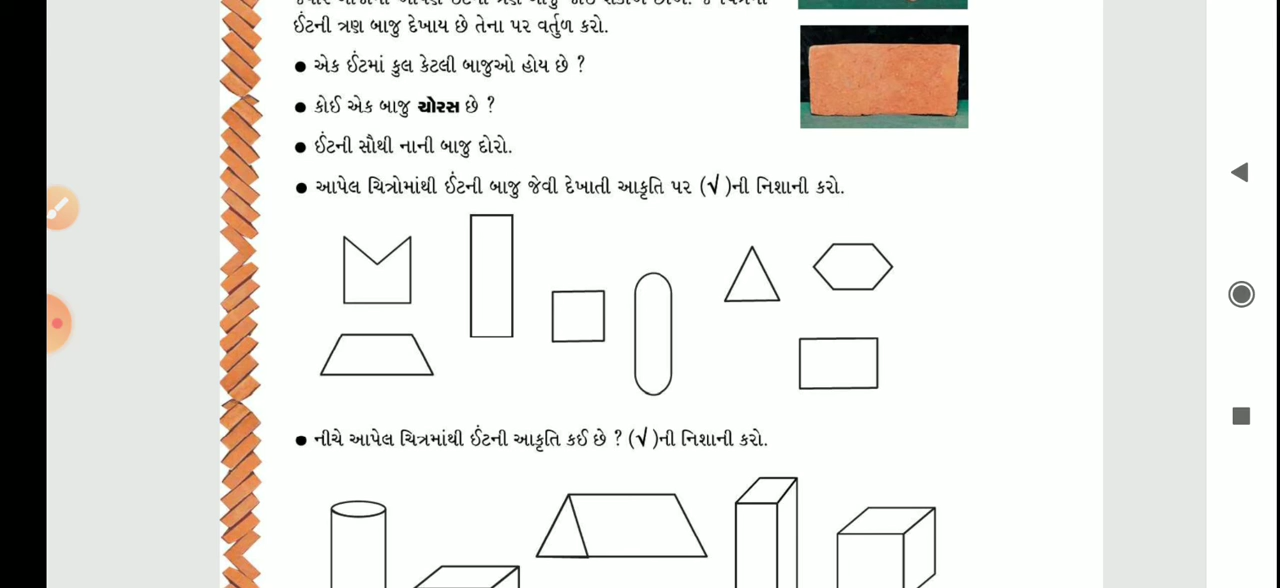 ઈંટની ત્રણ બાજુ દેખાય છે તેના પર વર્તુળ કરો.
● એક ઈંટમાં કુલ કેટલી બાજુઓ હોય છે ?
● કોઈ એક બાજુ ચોરસ છે ?
● ઈંટની સૌથી નાની બાજુ દોરો.
● આપેલ ચિત્રોમાંથી ઈંટની બાજુ જેવી દેખાતી આકૃતિ પર (√ )ની નિશાની કરો.
● નીચે આપેલ ચિત્રમાંથી ઈંટની આકૃતિ કઈ છે ? (√ )ની નિશાની કરો.